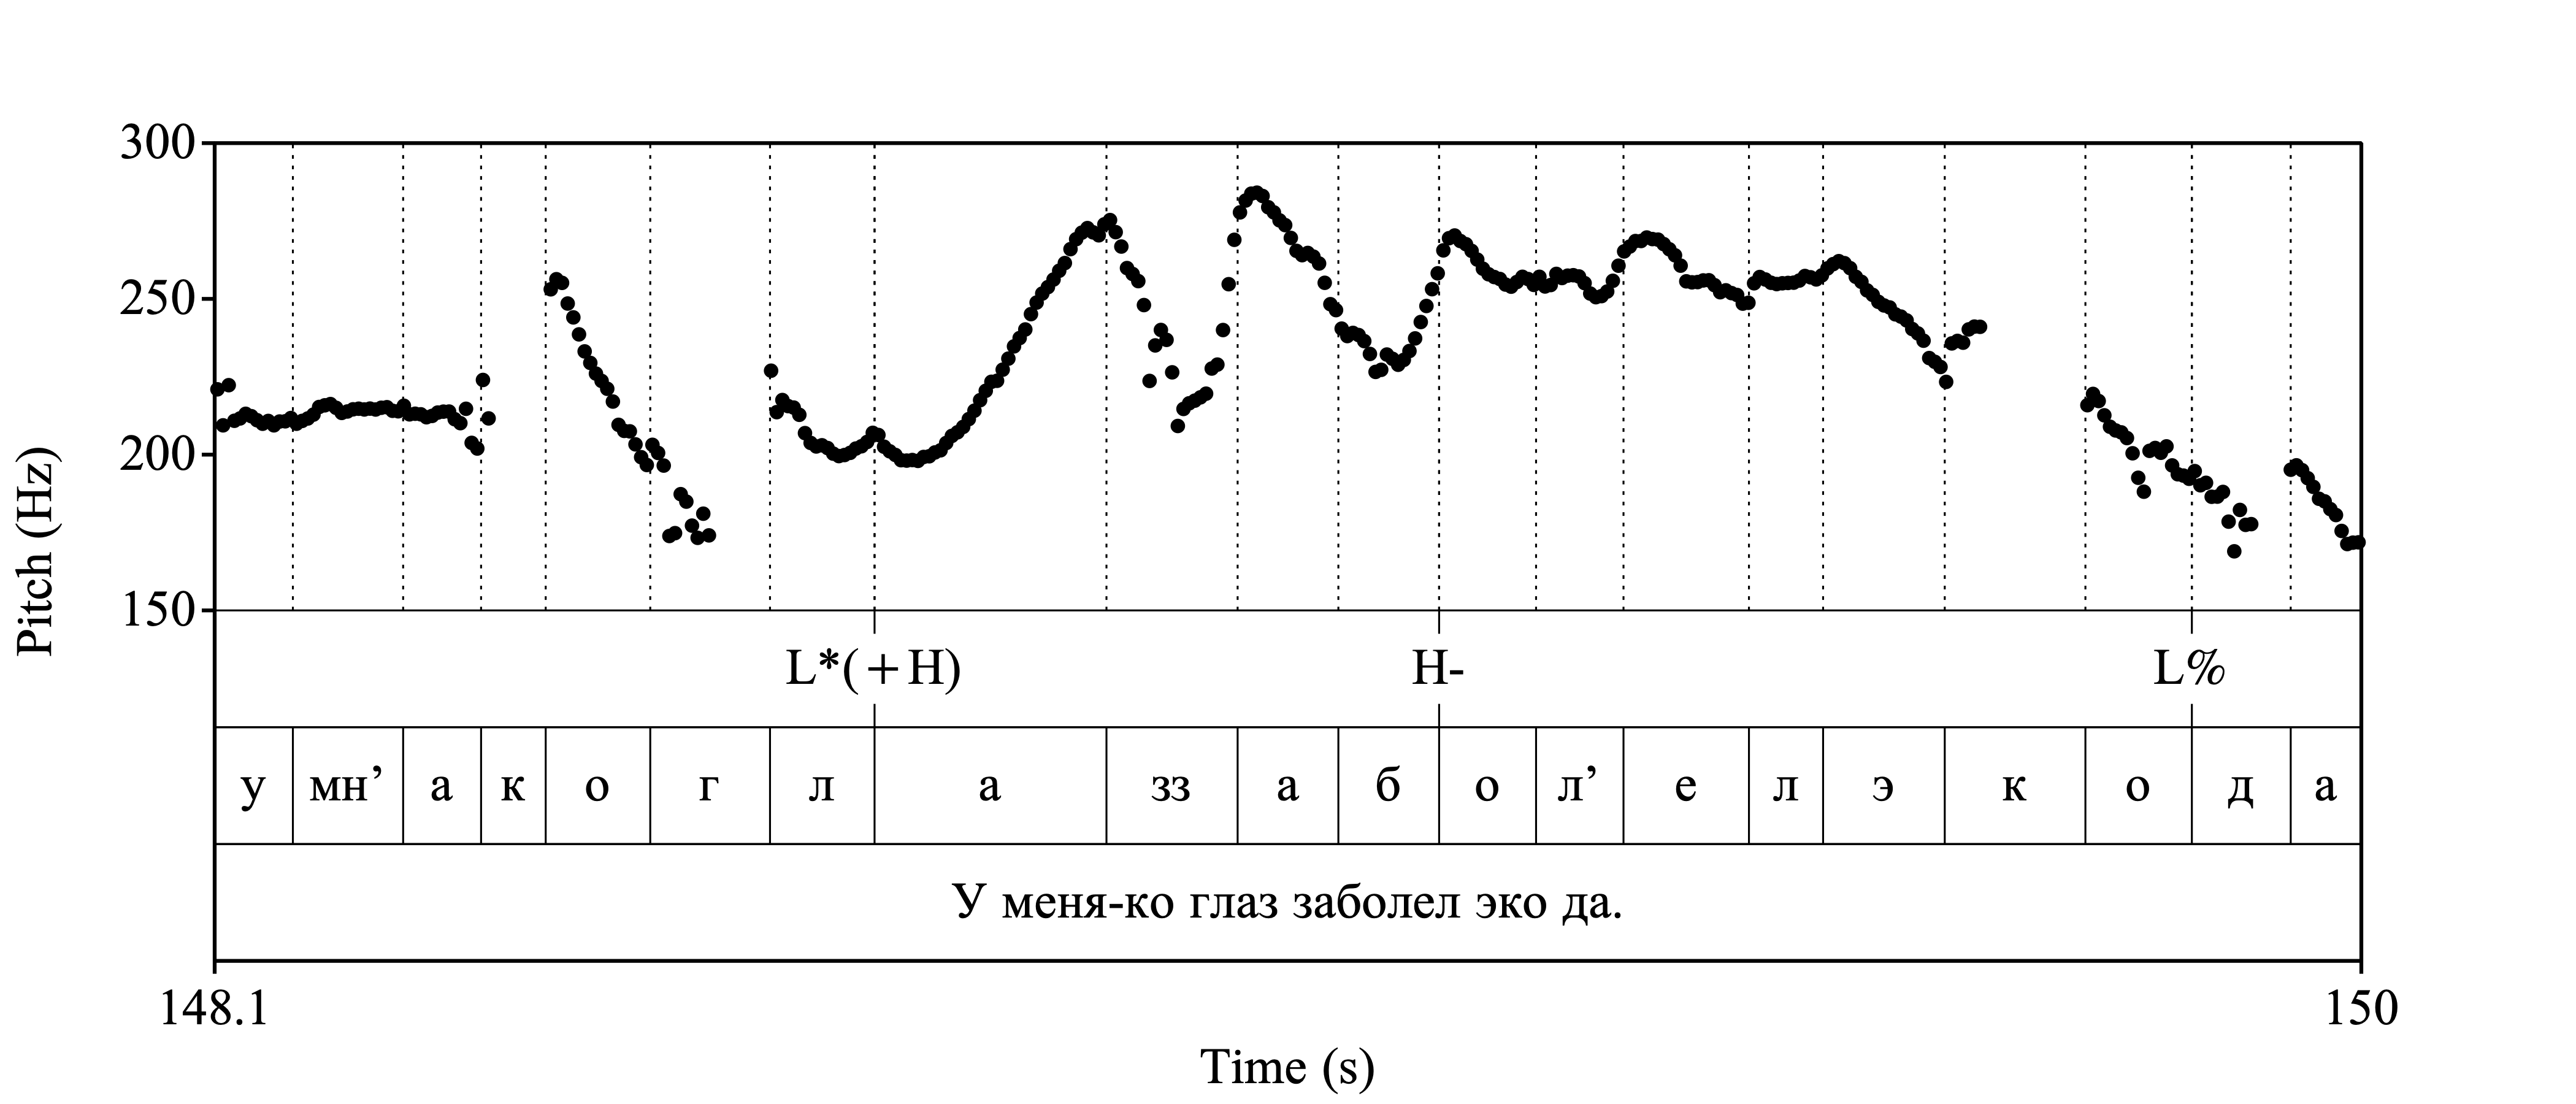 300
250
200
150
Pitch (Hz)
L*(+H) H- L%
у мн’ а к о г л а зз а б о л’ е л э к о д а
У меня-ко глаз заболел эко да.
148.1 150
Time (s)